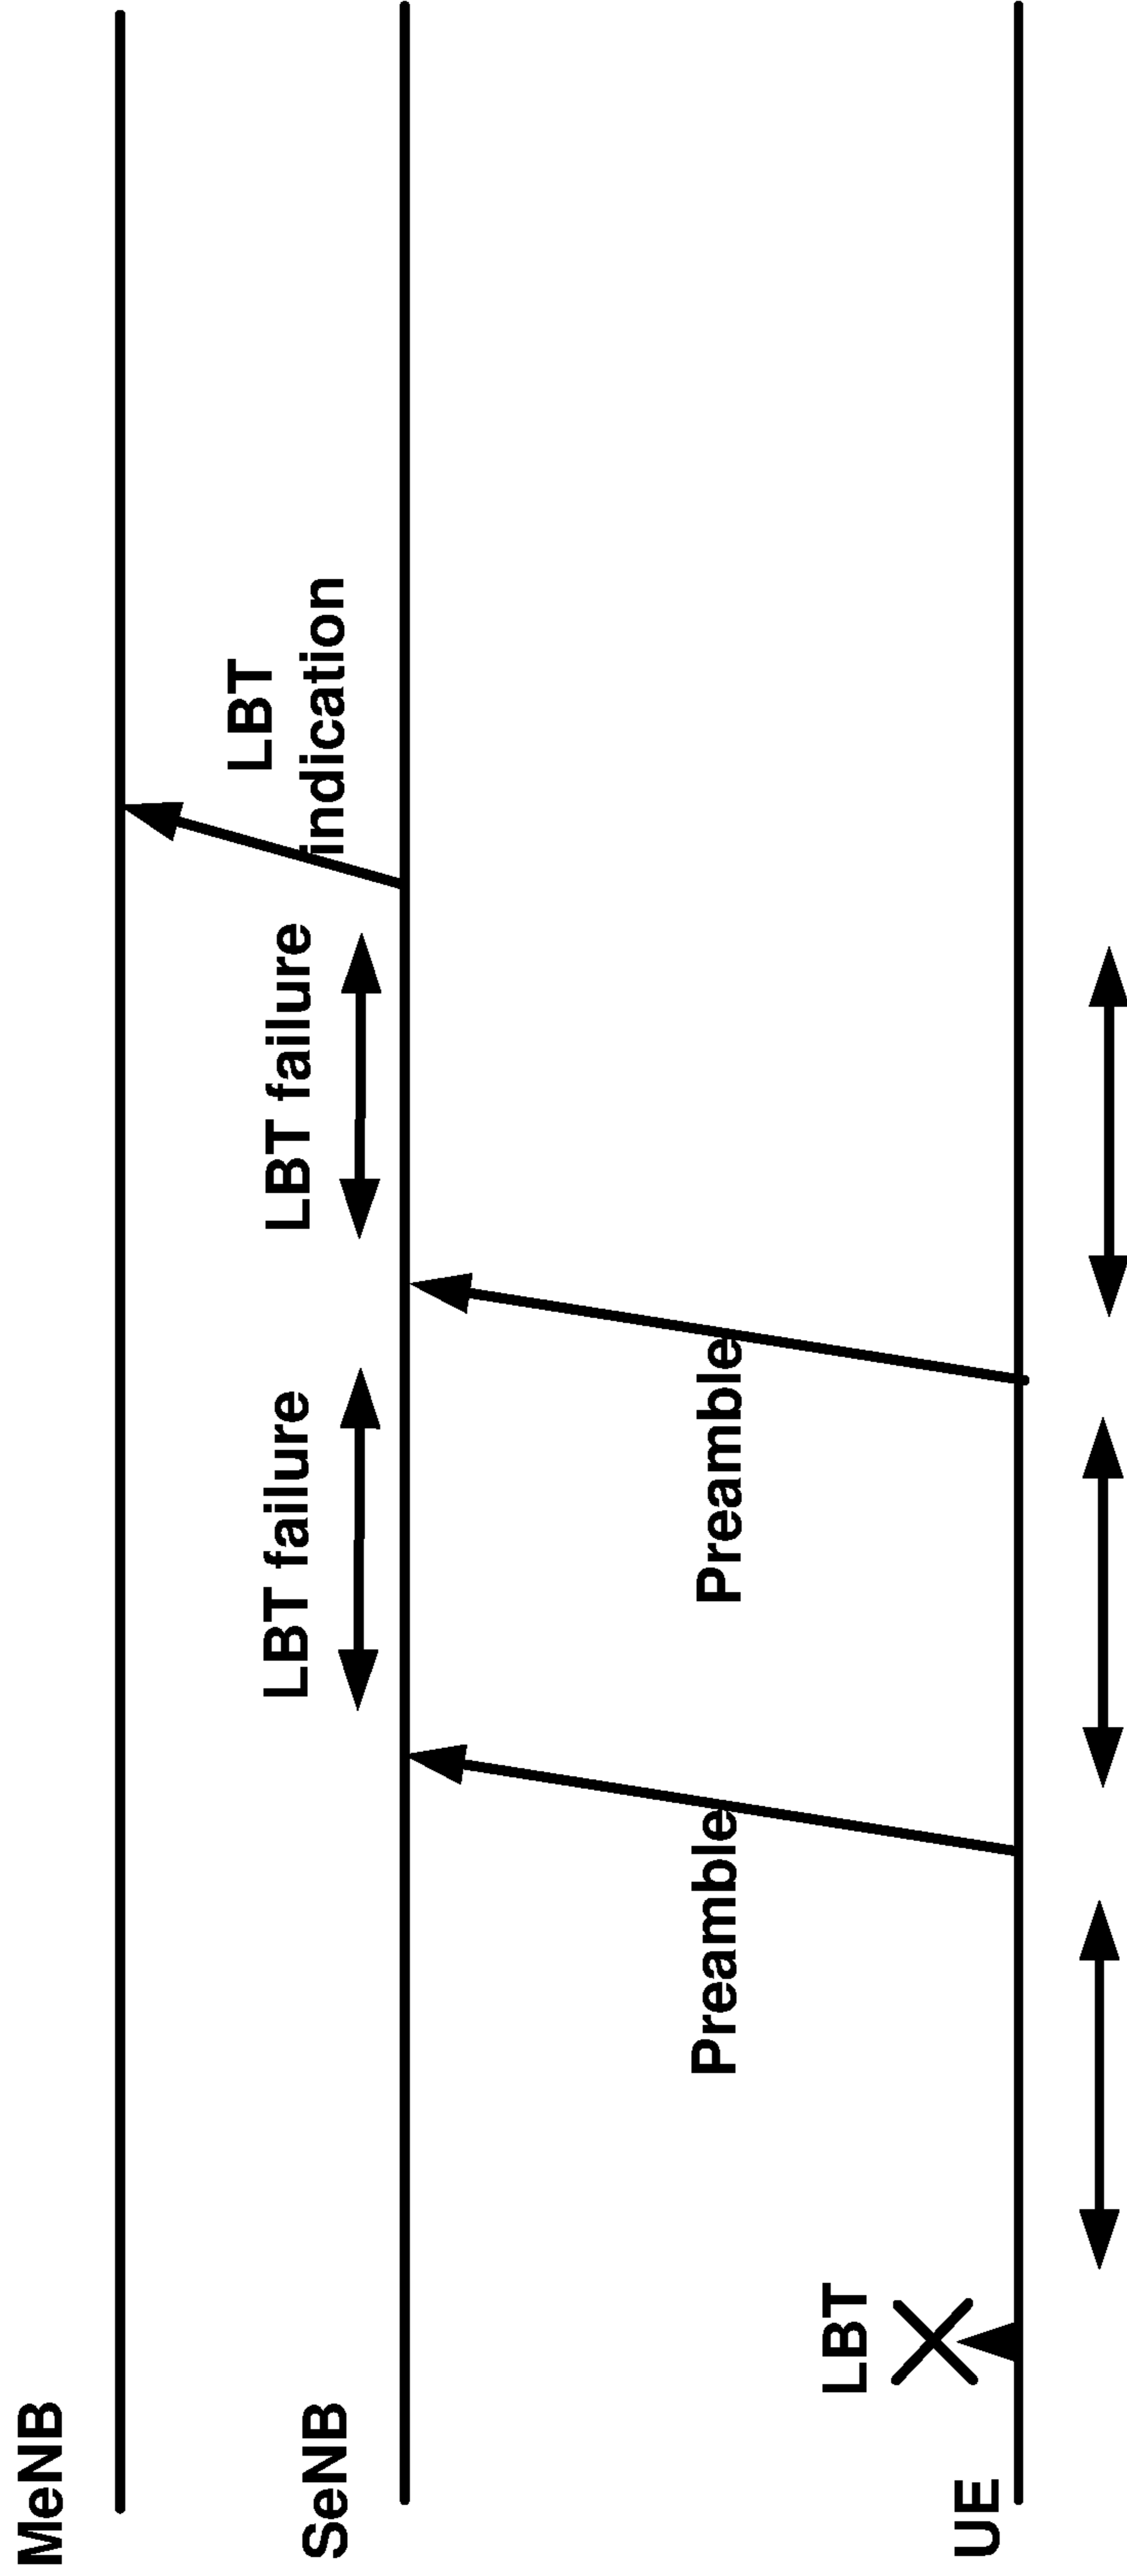 MeNB
LBT
indication
LBT failure
LBT failure
SeNB
Preamble
Preamble
LBT
UE